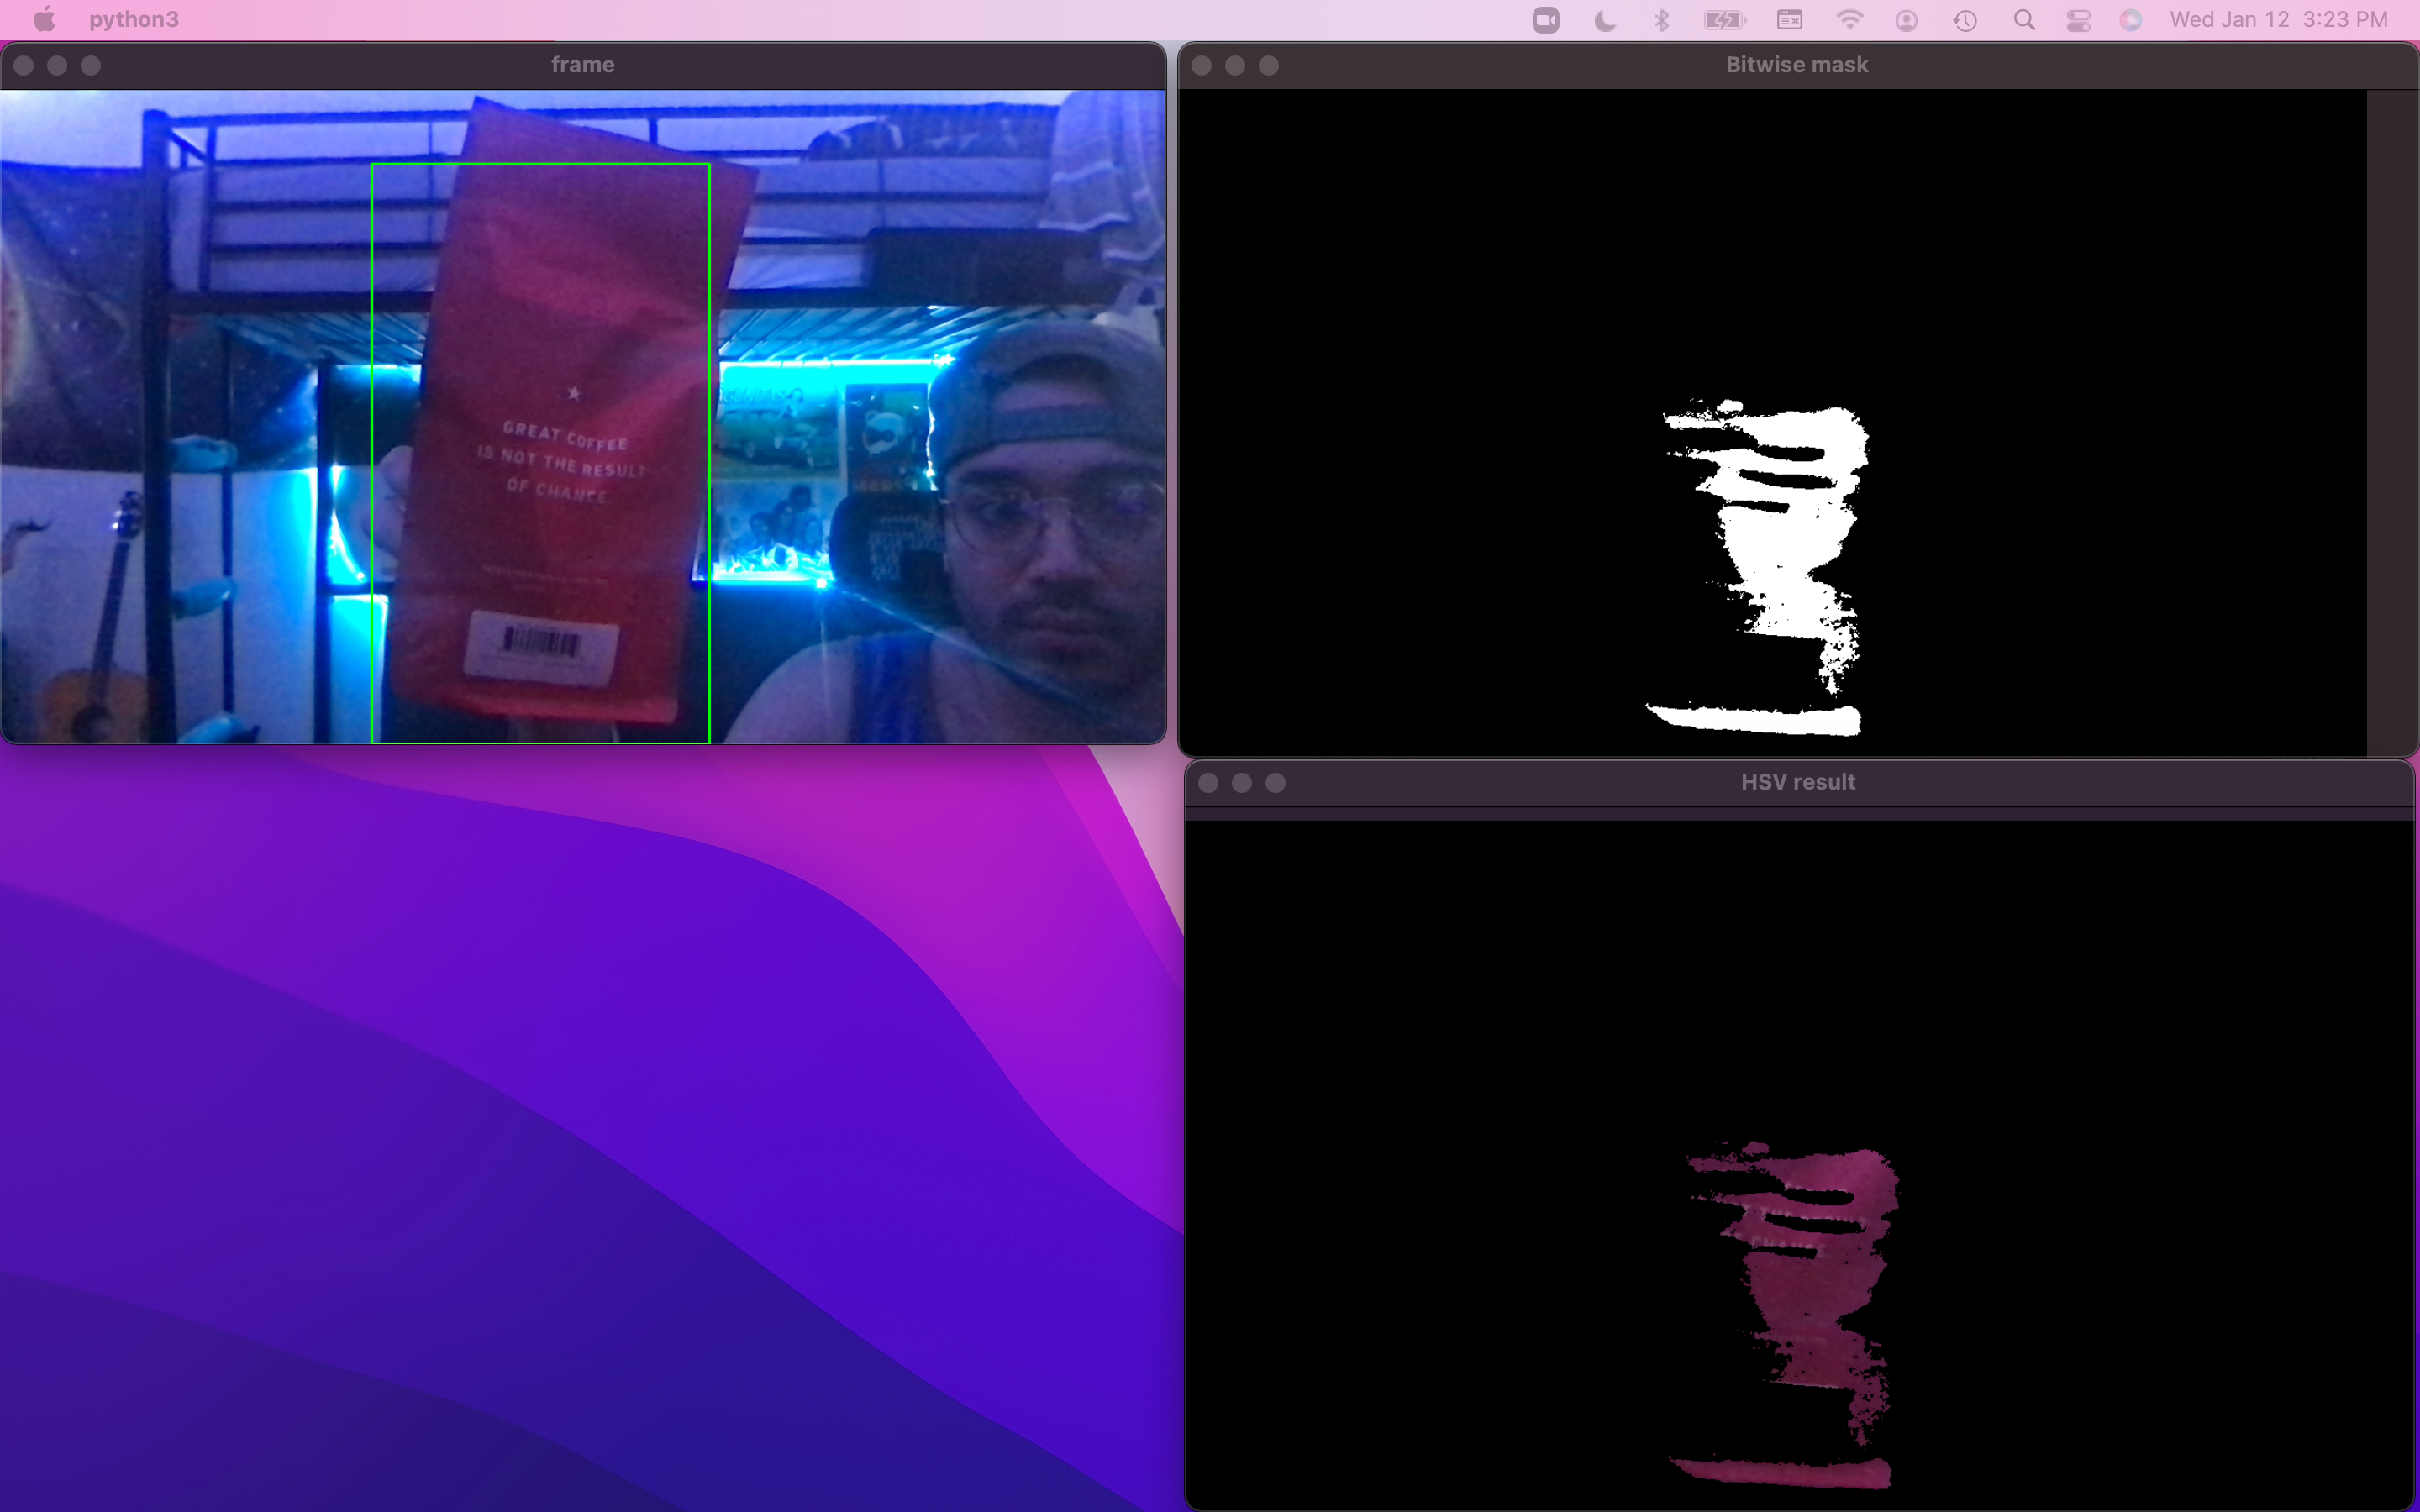 python3
Wed Jan 12 3:23 PM
frame
Bitwise mask
GREAT COFFEE
IS NOT THE RESULT
OF CHANCE.
HSV result